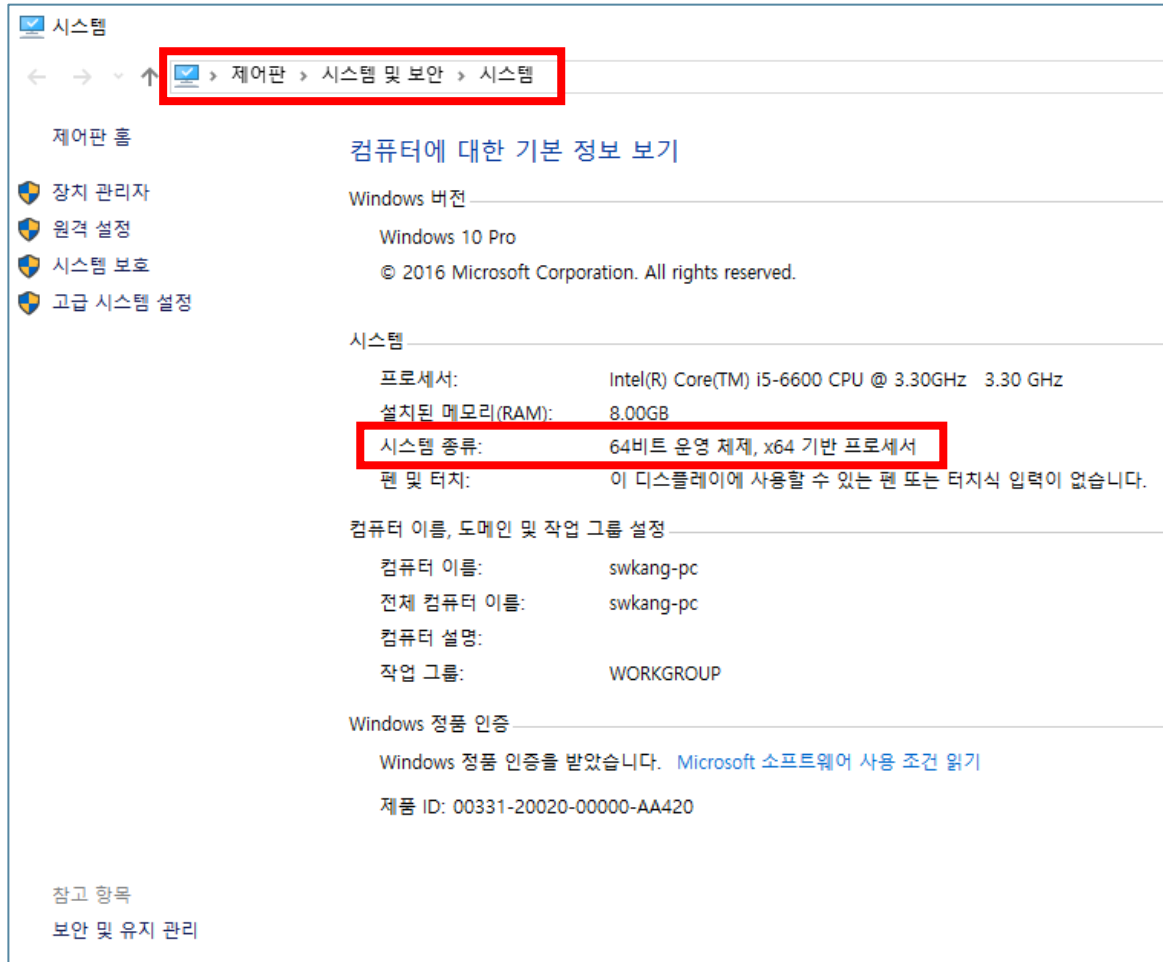 시스템
제어판 › 시스템 및 보안 › 시스템
제어판 홈
장치 관리자
원격 설정
시스템 보호
고급 시스템 설정
컴퓨터에 대한 기본 정보 보기
Windows 버전
Windows 10 Pro
© 2016 Microsoft Corporation. All rights reserved.
시스템
프로세서: Intel(R) Core(TM) i5-6600 CPU @ 3.30GHz 3.30 GHz
설치된 메모리(RAM): 8.00GB
시스템 종류: 64비트 운영 체제, x64 기반 프로세서
펜 및 터치: 이 디스플레이에 사용할 수 있는 펜 또는 터치식 입력이 없습니다.
컴퓨터 이름, 도메인 및 작업 그룹 설정
컴퓨터 이름: swkang-pc
전체 컴퓨터 이름: swkang-pc
컴퓨터 설명:
작업 그룹: WORKGROUP
Windows 정품 인증
Windows 정품 인증을 받았습니다. Microsoft 소프트웨어 사용 조건 읽기
제품 ID: 00331-20020-00000-AA420
참고 항목
보안 및 유지 관리